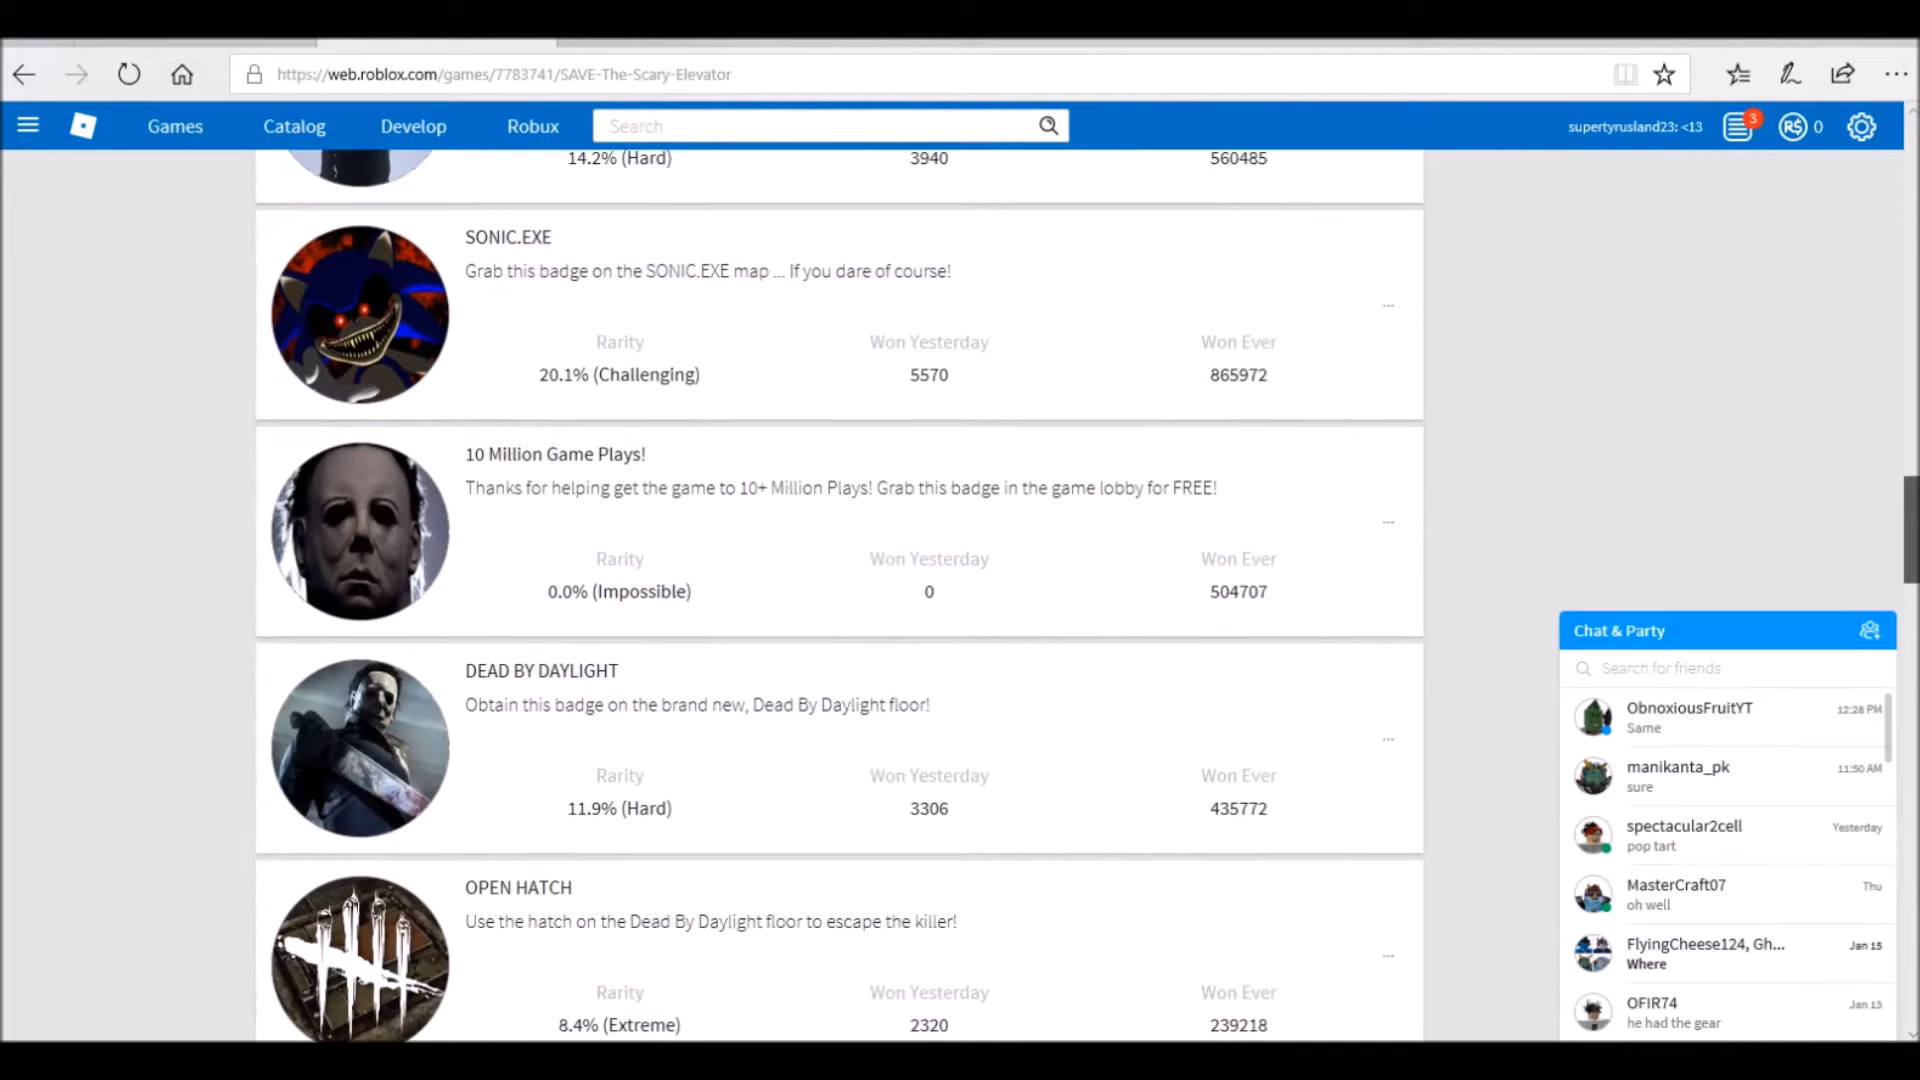 https://web.roblox.com/games/7783741/SAVE-The-Scary-Elevator
Games Catalog Develop Robux Search supertyrusland23: <13 3 R$ 0
14.2% (Hard) 3940 560485
SONIC.EXE
Grab this badge on the SONIC.EXE map ... If you dare of course!
Rarity Won Yesterday Won Ever
20.1% (Challenging) 5570 865972
10 Million Game Plays!
Thanks for helping get the game to 10+ Million Plays! Grab this badge in the game lobby for FREE!
Rarity Won Yesterday Won Ever
0.0% (Impossible) 0 504707
DEAD BY DAYLIGHT
Obtain this badge on the brand new, Dead By Daylight floor!
Rarity Won Yesterday Won Ever
11.9% (Hard) 3306 435772
OPEN HATCH
Use the hatch on the Dead By Daylight floor to escape the killer!
Rarity Won Yesterday Won Ever
8.4% (Extreme) 2320 239218
Chat & Party
Search for friends
ObnoxiousFruitYT 12:28 PM
Same
manikanta_pk 11:50 AM
sure
spectacular2cell Yesterday
pop tart
MasterCraft07 Thu
oh well
FlyingCheese124, Gh... Jan 15
Where
OFIR74 Jan 13
he had the gear